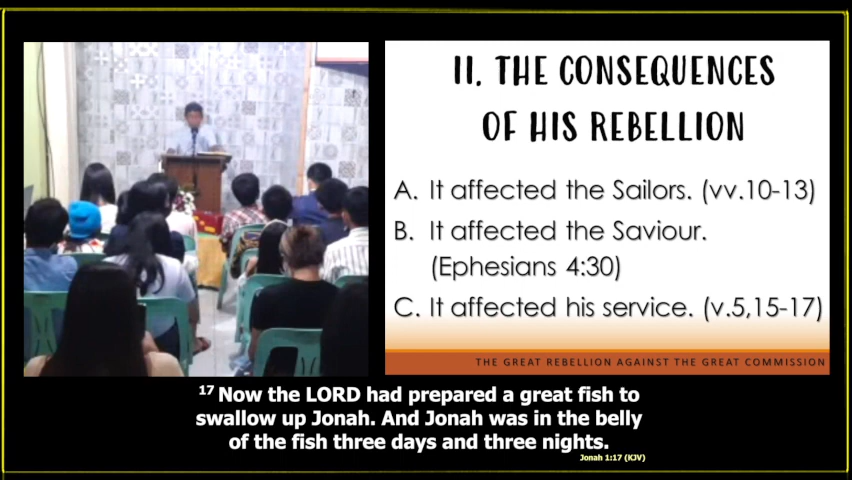 II. THE CONSEQUENCES
OF HIS REBELLION
A. It affected the Sailors. (vv.10-13)
B. It affected the Saviour.
(Ephesians 4:30)
C. It affected his service. (v.5,15-17)
THE GREAT REBELLION AGAINST THE GREAT COMMISSION
17 Now the LORD had prepared a great fish to
swallow up Jonah. And Jonah was in the belly
of the fish three days and three nights.
Jonah 1:17 (KJV)